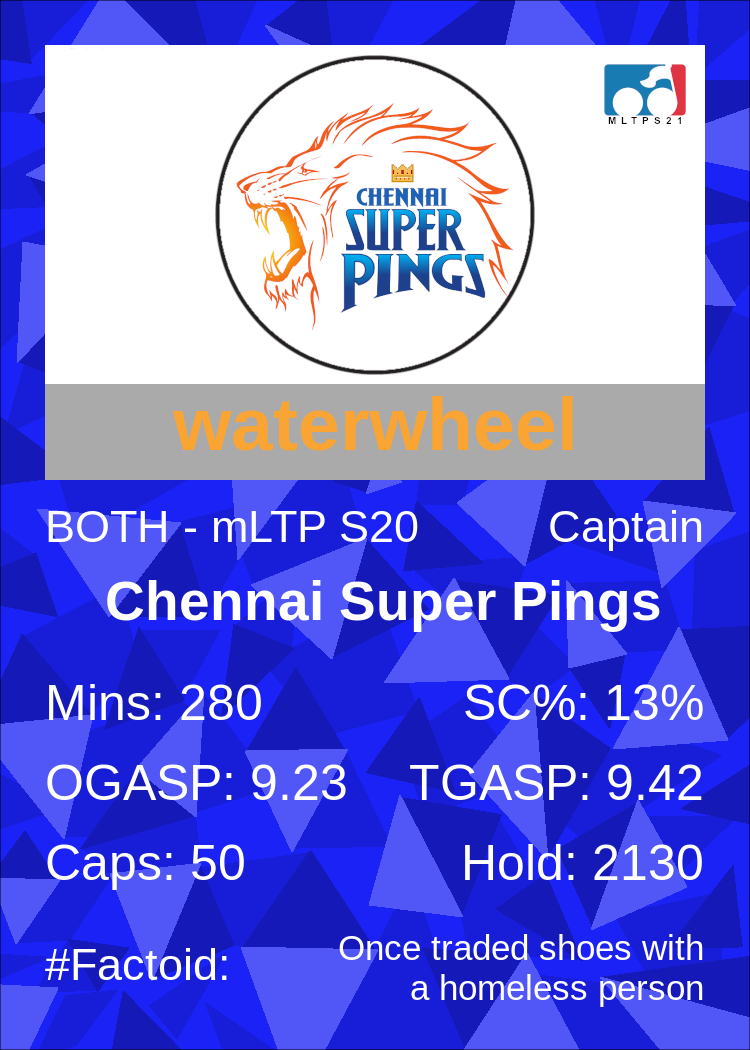 MLTPS21
CHENNAI
SUPER
PINGS
waterwheel
BOTH - mLTP S20 Captain
Chennai Super Pings
Mins: 280 SC%: 13%
OGASP: 9.23 TGASP: 9.42
Caps: 50 Hold: 2130
#Factoid: Once traded shoes with
a homeless person